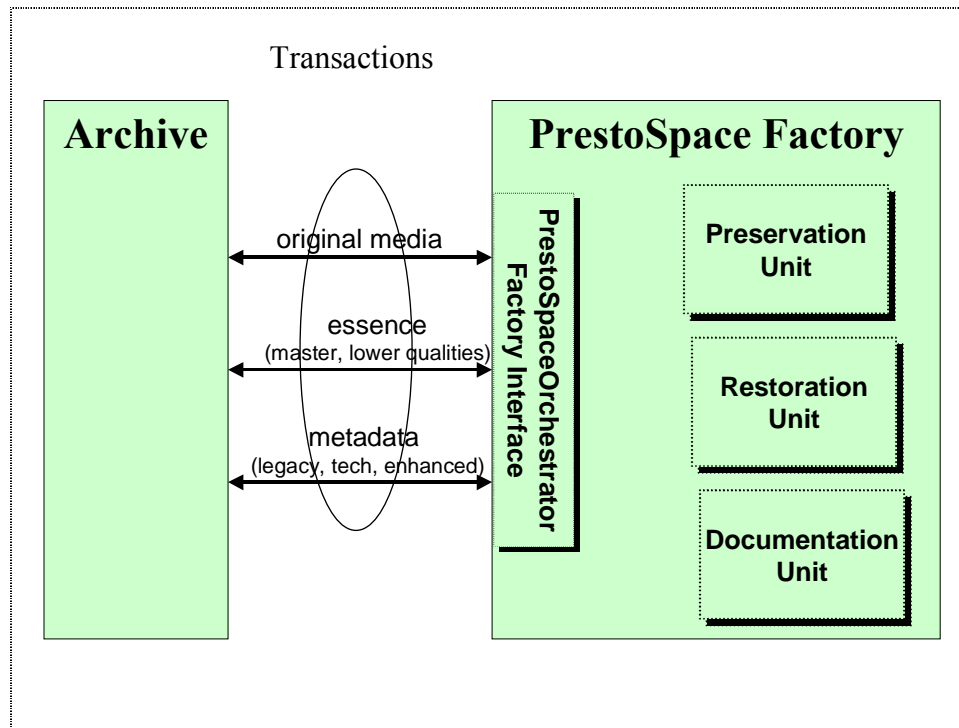 Transactions
Archive
PrestoSpace Factory
original media
essence
(master, lower qualities)
metadata
(legacy, tech, enhanced)
PrestoSpaceOrchestrator
Factory Interface
Preservation
Unit
Restoration
Unit
Documentation
Unit